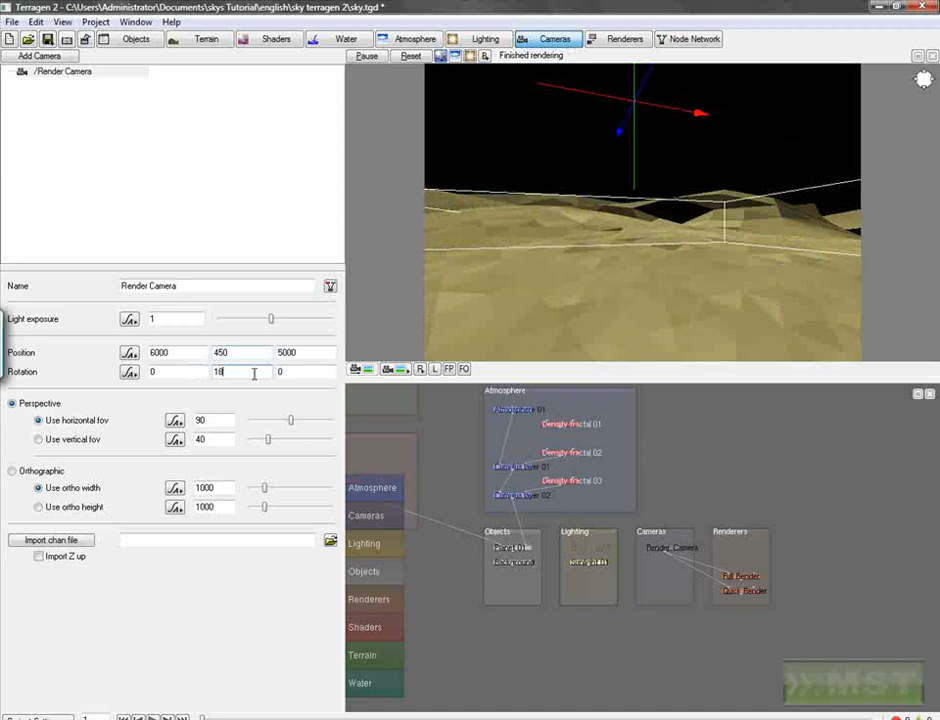 Terragen 2 - C:\Users\Administrator\Documents\skys Tutorial\english\sky terragen 2\sky.tgd *
File Edit View Project Window Help
Objects Terrain Shaders Water Atmosphere Lighting Cameras Renderers Node Network
Add Camera
Pause Reset R Finished rendering
/Render Camera
Name Render Camera
Light exposure 1
Position 6000 450 5000
Rotation 0 18 0
R L FP FO
Perspective
Use horizontal fov 90
Use vertical fov 40
Orthographic
Use ortho width 1000
Use ortho height 1000
Import chan file
Import Z up
Atmosphere
Atmosphere 01
Density fractal 01
Density fractal 02
layer 01
Density fractal 03
layer 02
Atmosphere
Cameras
Lighting
Objects
Renderers
Shaders
Terrain
Water
Objects Lighting Cameras Renderers
Planet 01 Render Camera
Background Sunlight 01
Full Render
Quick Render
MST
1